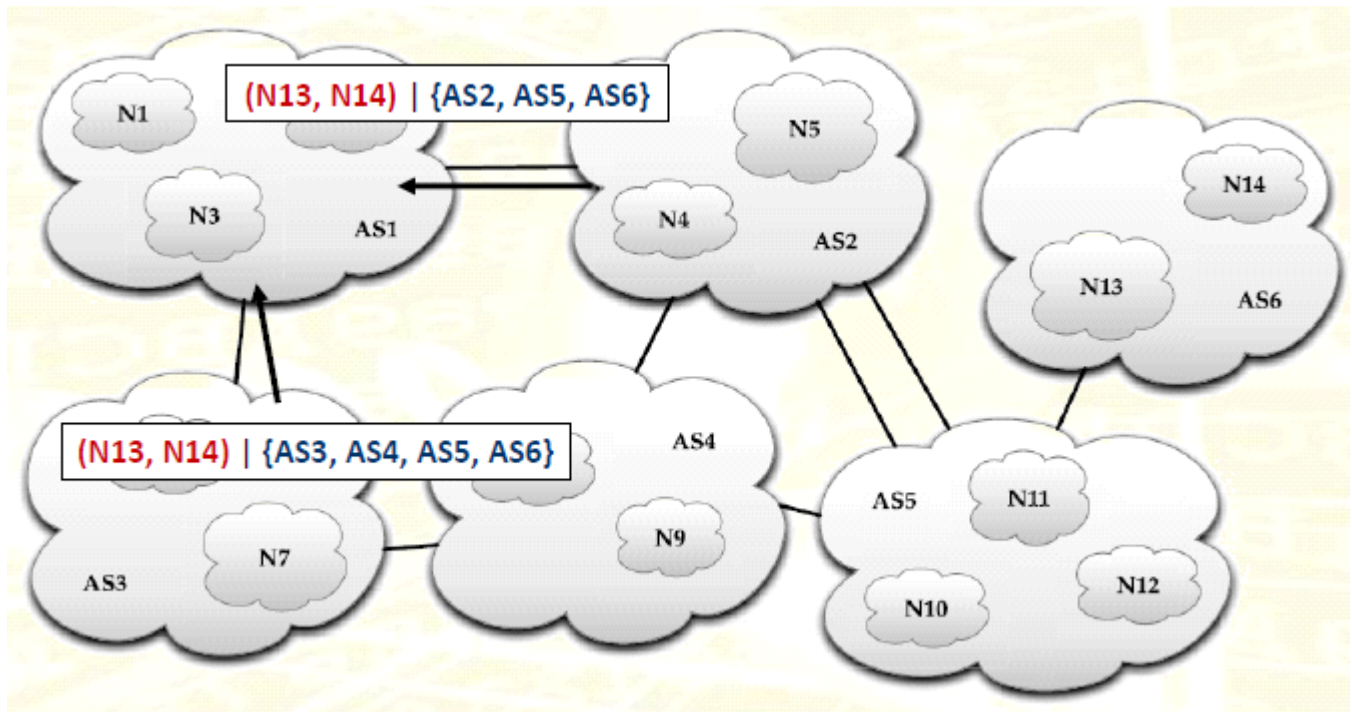 (N13, N14) | {AS2, AS5, AS6}
N1
N5
N14
N3
N4
AS1
AS2
N13
AS6
(N13, N14) | {AS3, AS4, AS5, AS6}
AS4
AS5
N11
N7
N9
AS3
N10
N12